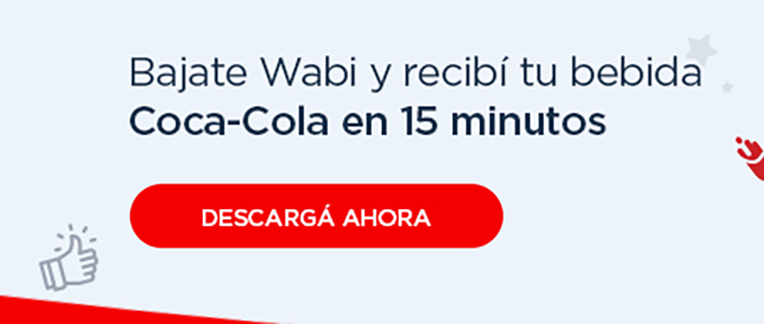 Bajate Wabi y recibí tu bebida
Coca-Cola en 15 minutos
DESCARGÁ AHORA